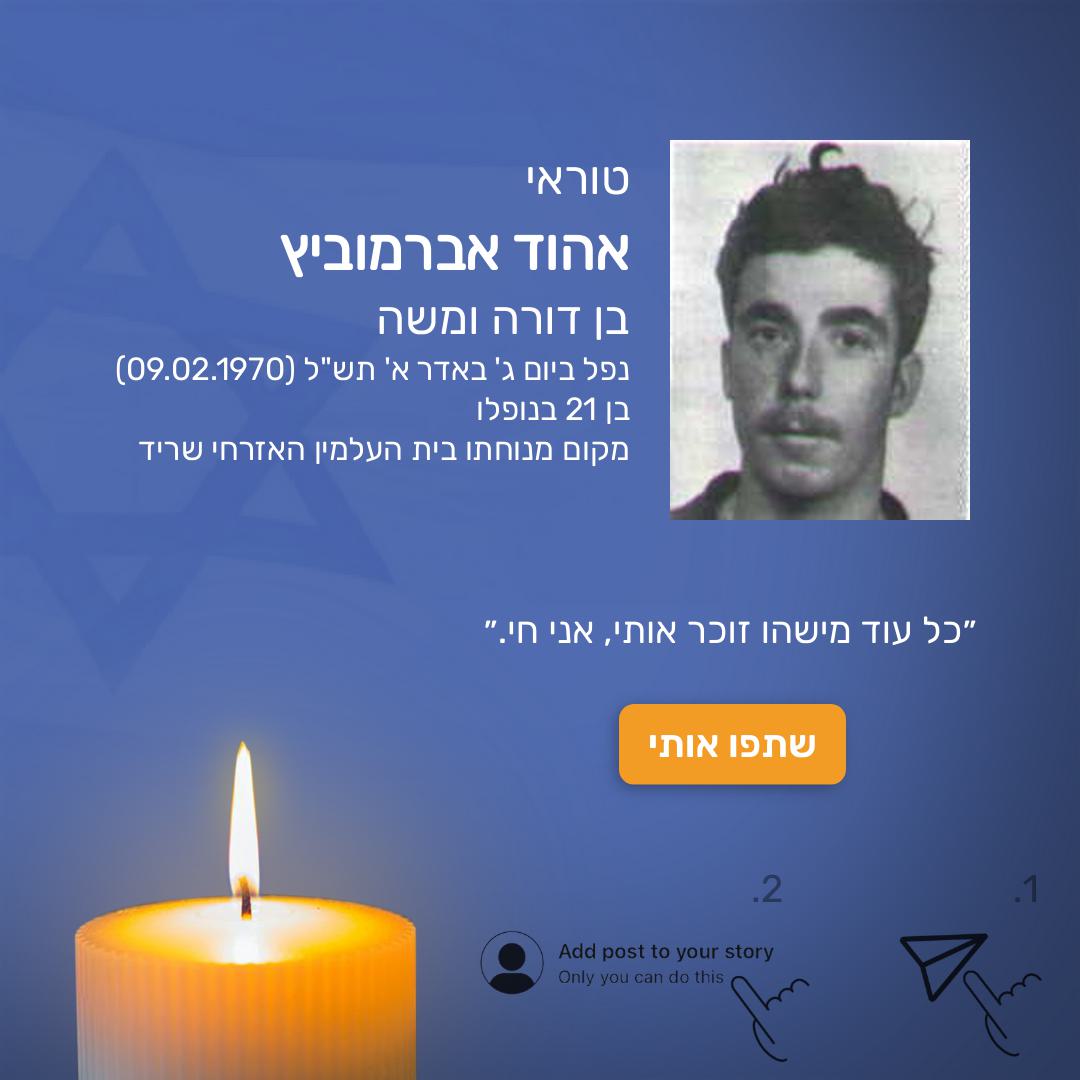 טוראי
אהוד אברמוביץ
בן דורה ומשה
נפל ביום ג' באדר א' תש"ל (09.02.1970)
בן 21 בנופלו
מקום מנוחתו בית העלמין האזרחי שריד
״כל עוד מישהו זוכר אותי, אני חי.״
שתפו אותי
1.
2.
Add post to your story
Only you can do this